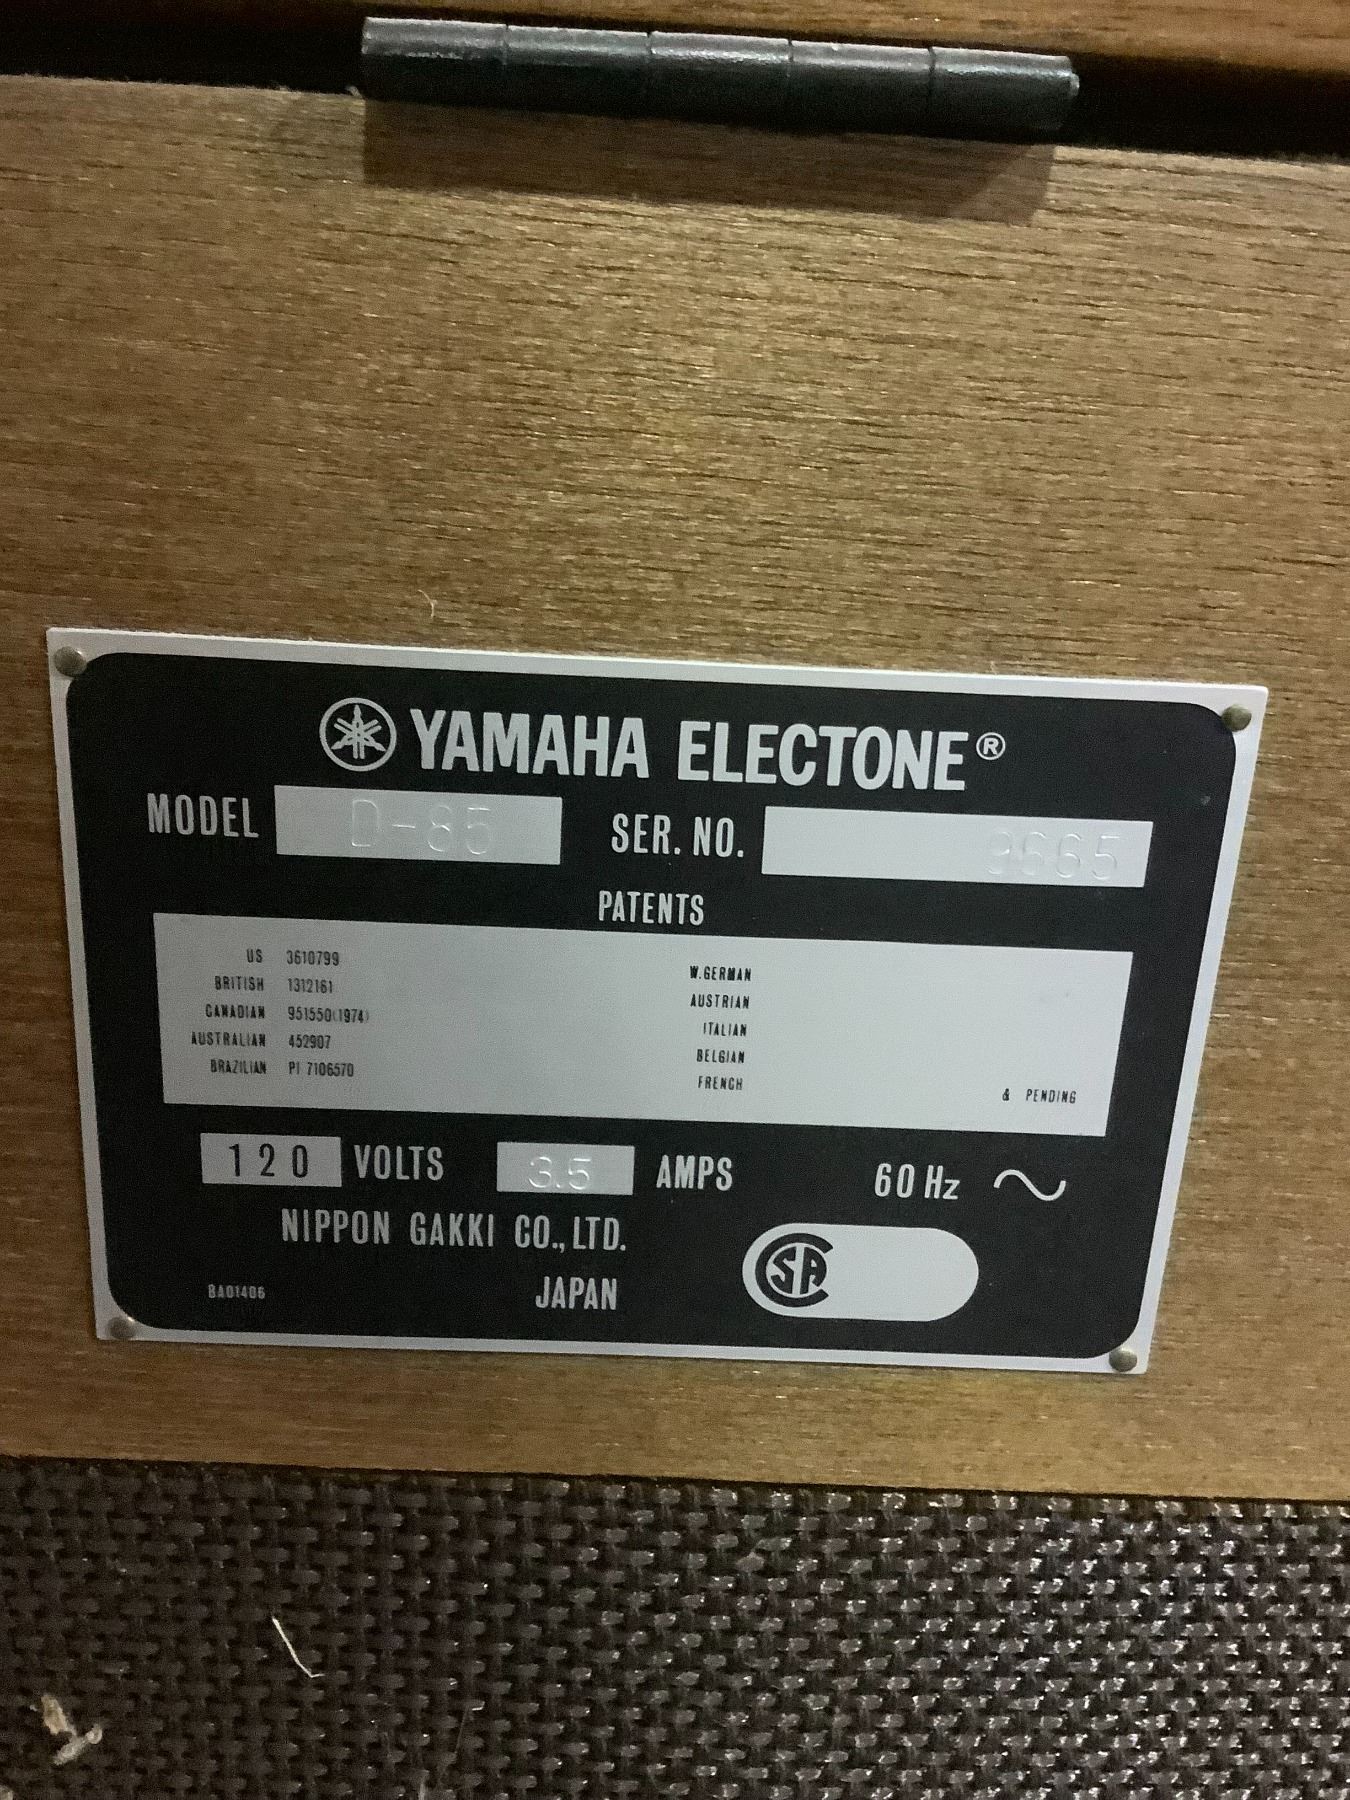 YAMAHA ELECTONE®
MODEL D-85 SER. NO. 9665
PATENTS
US 3610799
BRITISH 1312161
CANADIAN 951550(1974)
AUSTRALIAN 452907
BRAZILIAN PI 7106570
W.GERMAN
AUSTRIAN
ITALIAN
BELGIAN
FRENCH
& PENDING
120 VOLTS 3.5 AMPS 60 Hz ~
NIPPON GAKKI CO., LTD.
JAPAN
BA01406
CSA